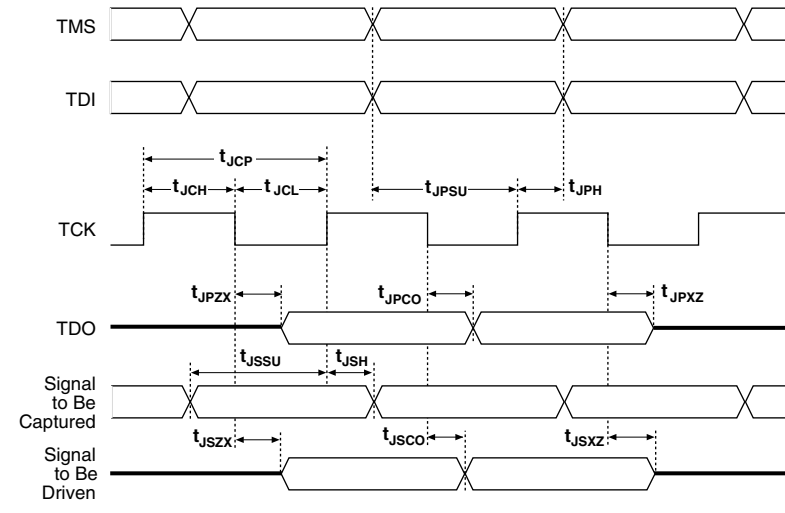 TMS
TDI
tJCP
tJCH
tJCL
tJPSU
tJPH
TCK
tJPZX
tJPCO
tJPXZ
TDO
tJSSU
tJSH
Signal
to Be
Captured
tJSZX
tJSCO
tJSXZ
Signal
to Be
Driven